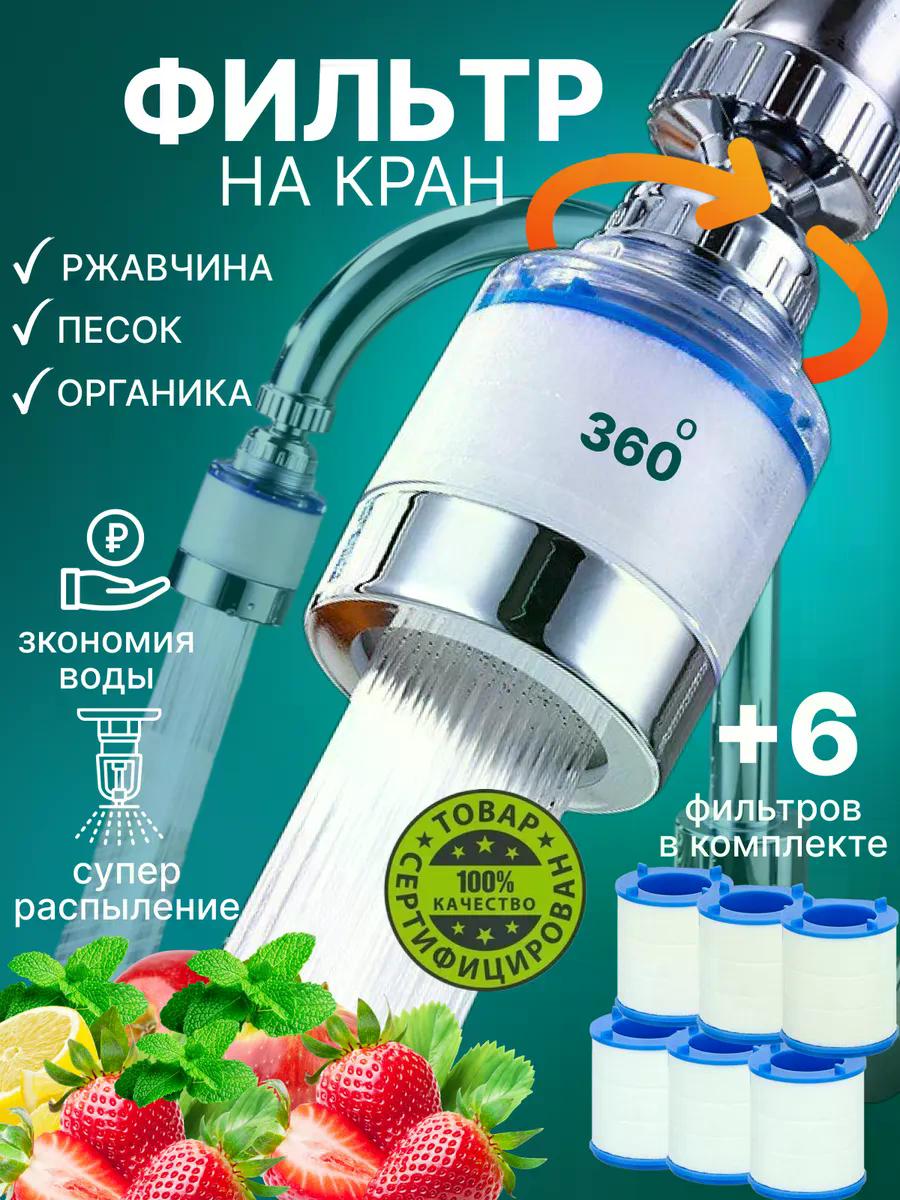 ФИЛЬТР
НА КРАН
РЖАВЧИНА
ПЕСОК
ОРГАНИКА
360°
₽
зкономия
воды
супер
распыление
ТОВАР
СЕРТИФИЦИРОВАН
100%
КАЧЕСТВО
+6
фильтров
в комплекте